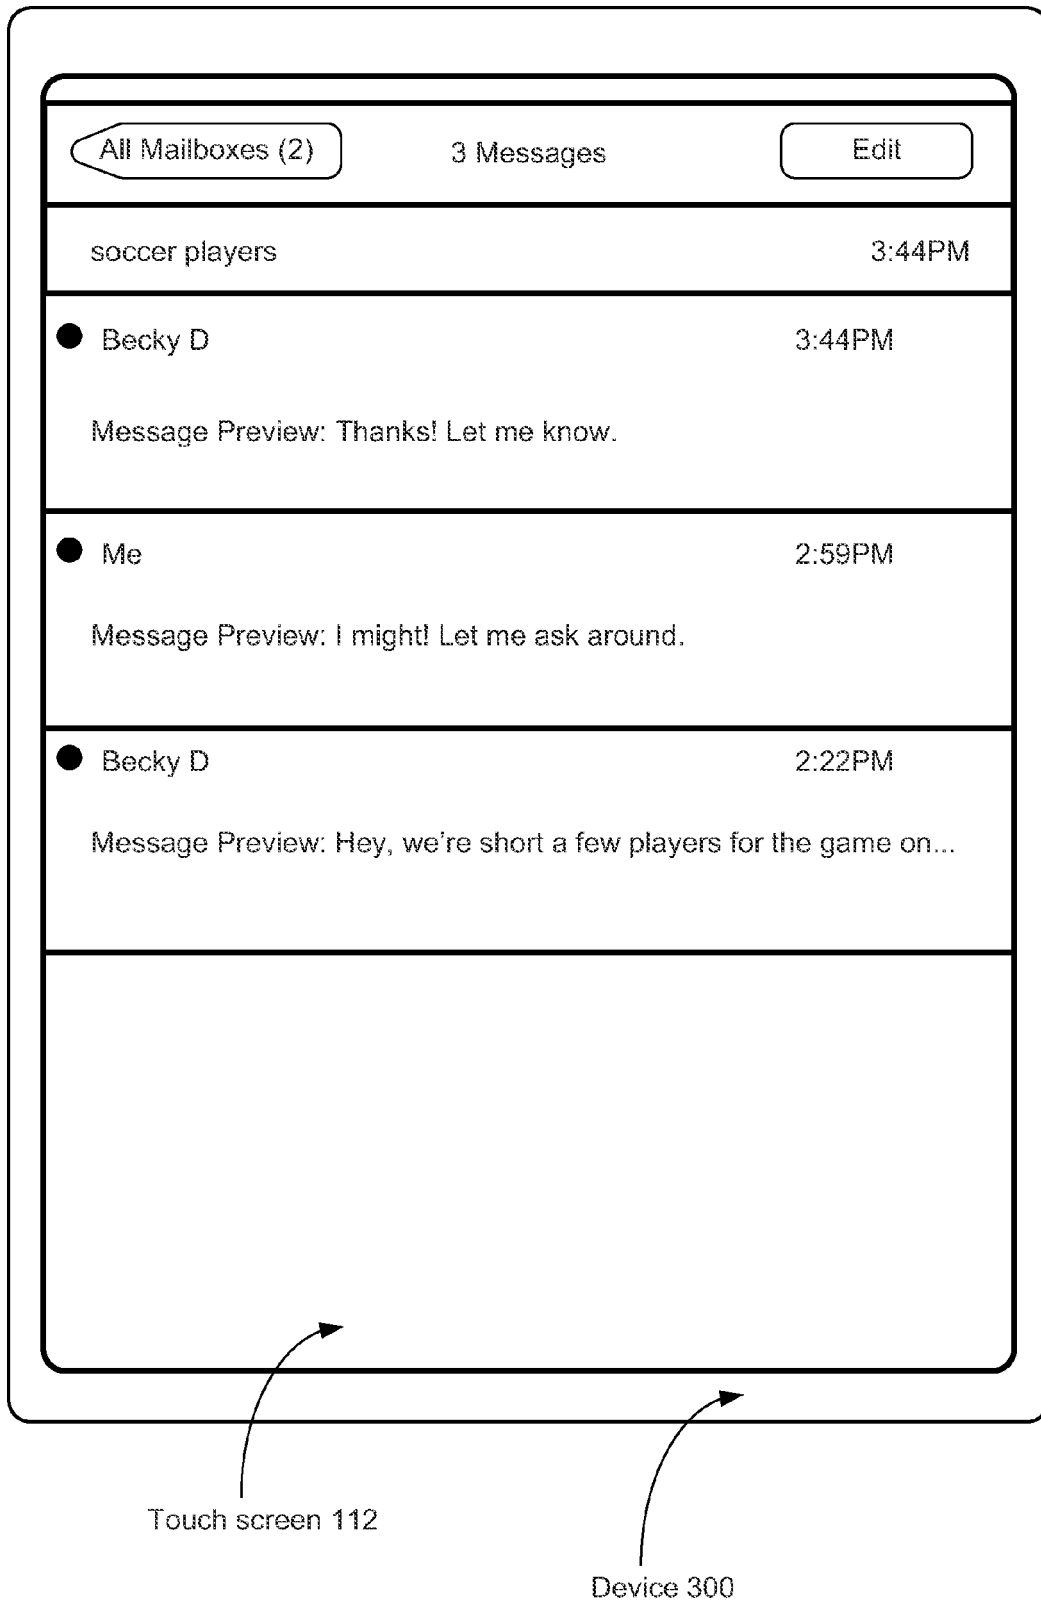 All Mailboxes (2) 3 Messages Edit
soccer players 3:44PM
Becky D 3:44PM
Message Preview: Thanks! Let me know.
Me 2:59PM
Message Preview: I might! Let me ask around.
Becky D 2:22PM
Message Preview: Hey, we're short a few players for the game on...
Touch screen 112
Device 300